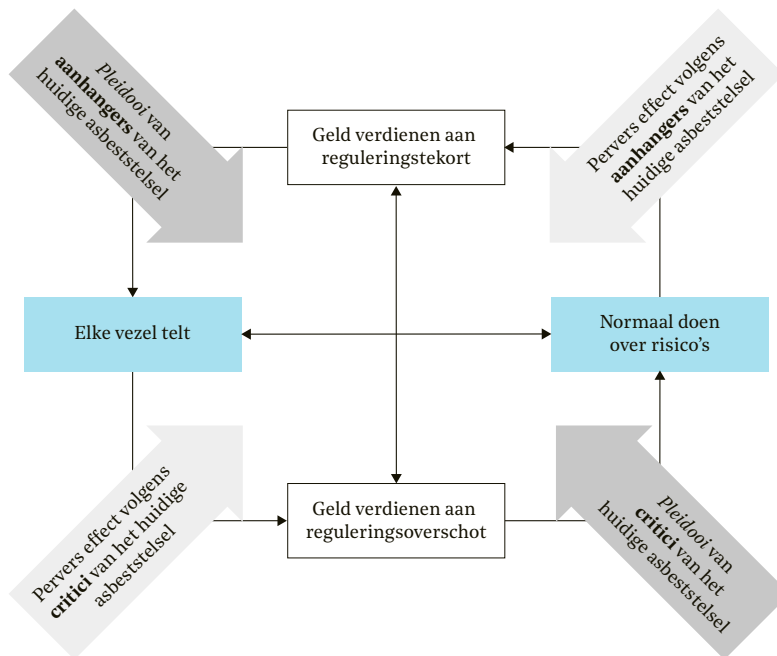 Pleidooi van
aanhangers van het
huidige asbeststelsel
Geld verdienen aan
reguleringstekort
Pervers effect volgens
aanhangers van het
huidige asbeststelsel
Elke vezel telt
Normaal doen
over risico's
Pervers effect volgens
critici van het huidige
asbeststelsel
Geld verdienen aan
reguleringsoverschot
Pleidooi van
critici van het
huidige asbeststelsel